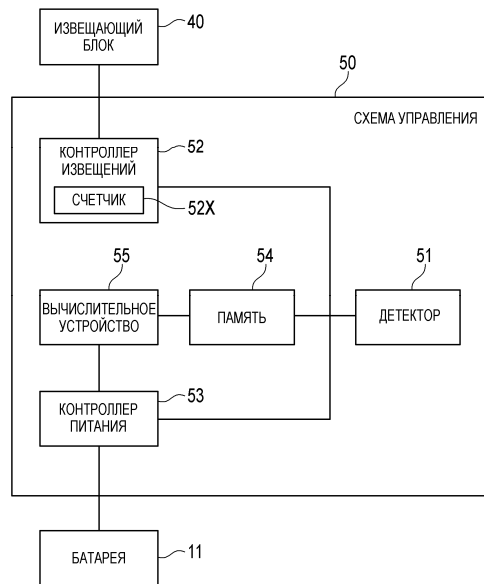 ИЗВЕЩАЮЩИЙ
БЛОК
40
50
СХЕМА УПРАВЛЕНИЯ
КОНТРОЛЛЕР
ИЗВЕЩЕНИЙ
52
СЧЕТЧИК
52X
55
54
51
ВЫЧИСЛИТЕЛЬНОЕ
УСТРОЙСТВО
ПАМЯТЬ
ДЕТЕКТОР
КОНТРОЛЛЕР
ПИТАНИЯ
53
БАТАРЕЯ
11